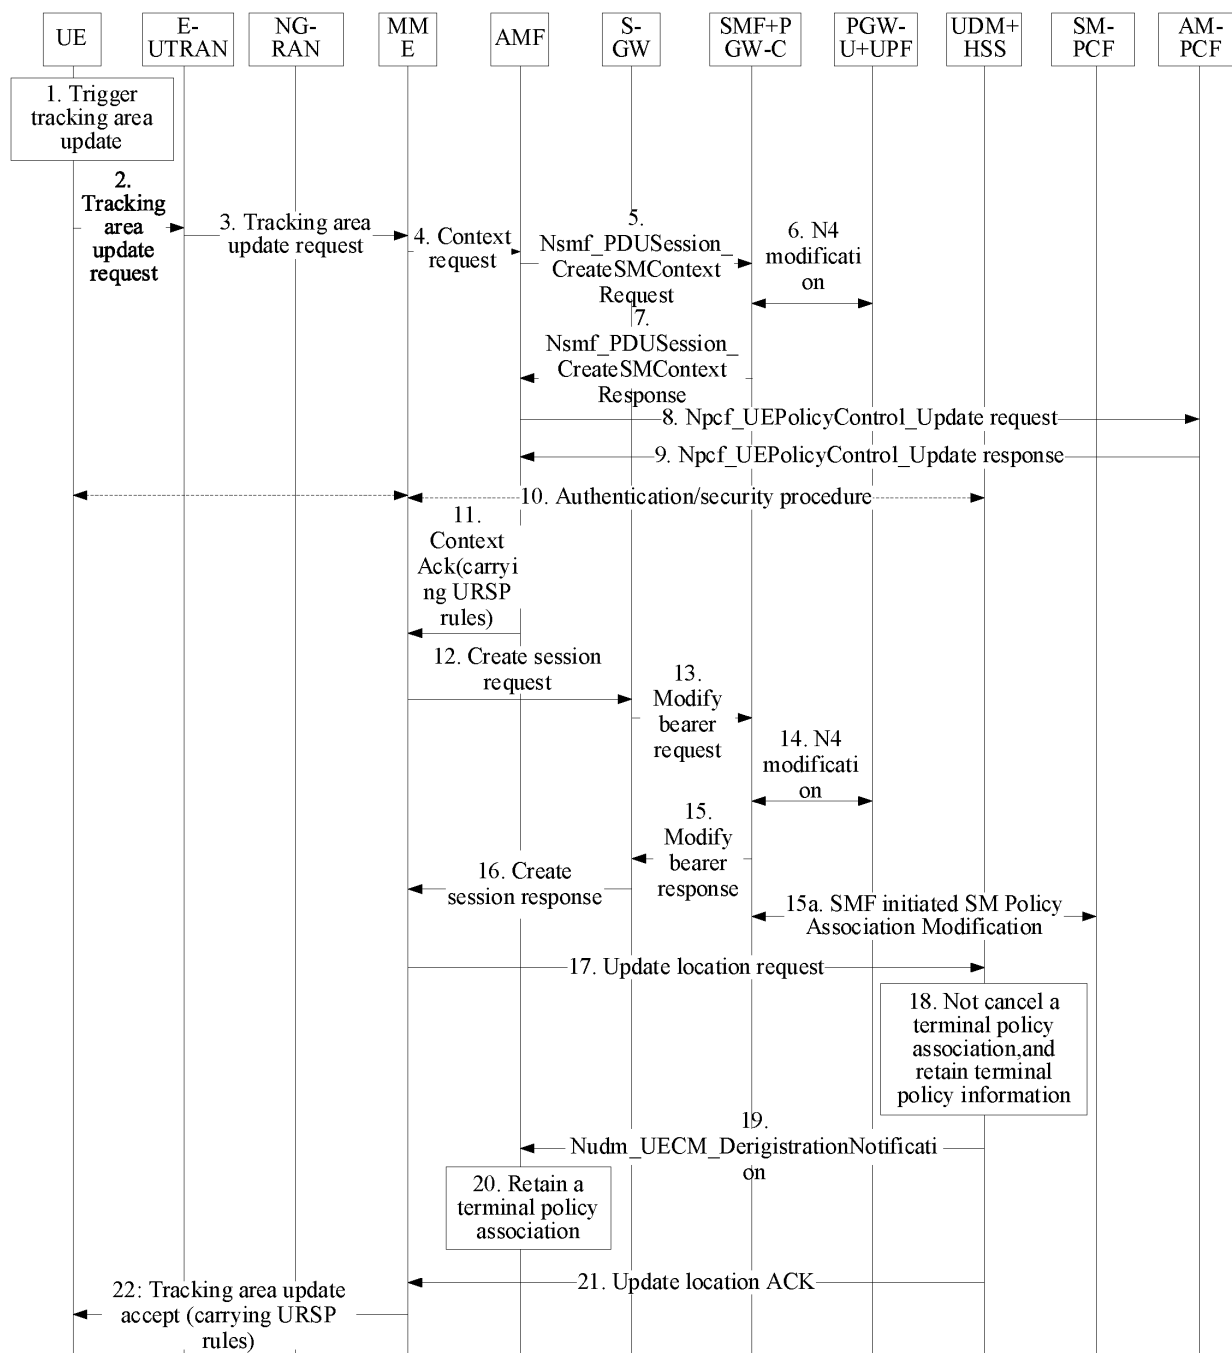 UE
E-
UTRAN
NG-
RAN
MM
E
AMF
S-
GW
SMF+P
GW-C
PGW-
U+UPF
UDM+
HSS
SM-
PCF
AM-
PCF
1. Trigger
tracking area
update
2.
Tracking
area
update
request
3. Tracking area
update request
4. Context
request
5.
Nsmf_PDUSession_
CreateSMContext
Request
6. N4
modificati
on
7.
Nsmf_PDUSession_
CreateSMContext
Response
8. Npcf_UEPolicyControl_Update request
9. Npcf_UEPolicyControl_Update response
10. Authentication/security procedure
11.
Context
Ack(carryi
ng URSP
rules)
12. Create session
request
13.
Modify
bearer
request
14. N4
modificati
on
15.
Modify
bearer
response
16. Create
session response
15a. SMF initiated SM Policy
Association Modification
17. Update location request
18. Not cancel a
terminal policy
association,and
retain terminal
policy information
19.
Nudm_UECM_DerigistrationNotificati
on
20. Retain a
terminal policy
association
21. Update location ACK
22: Tracking area update
accept (carrying URSP
rules)